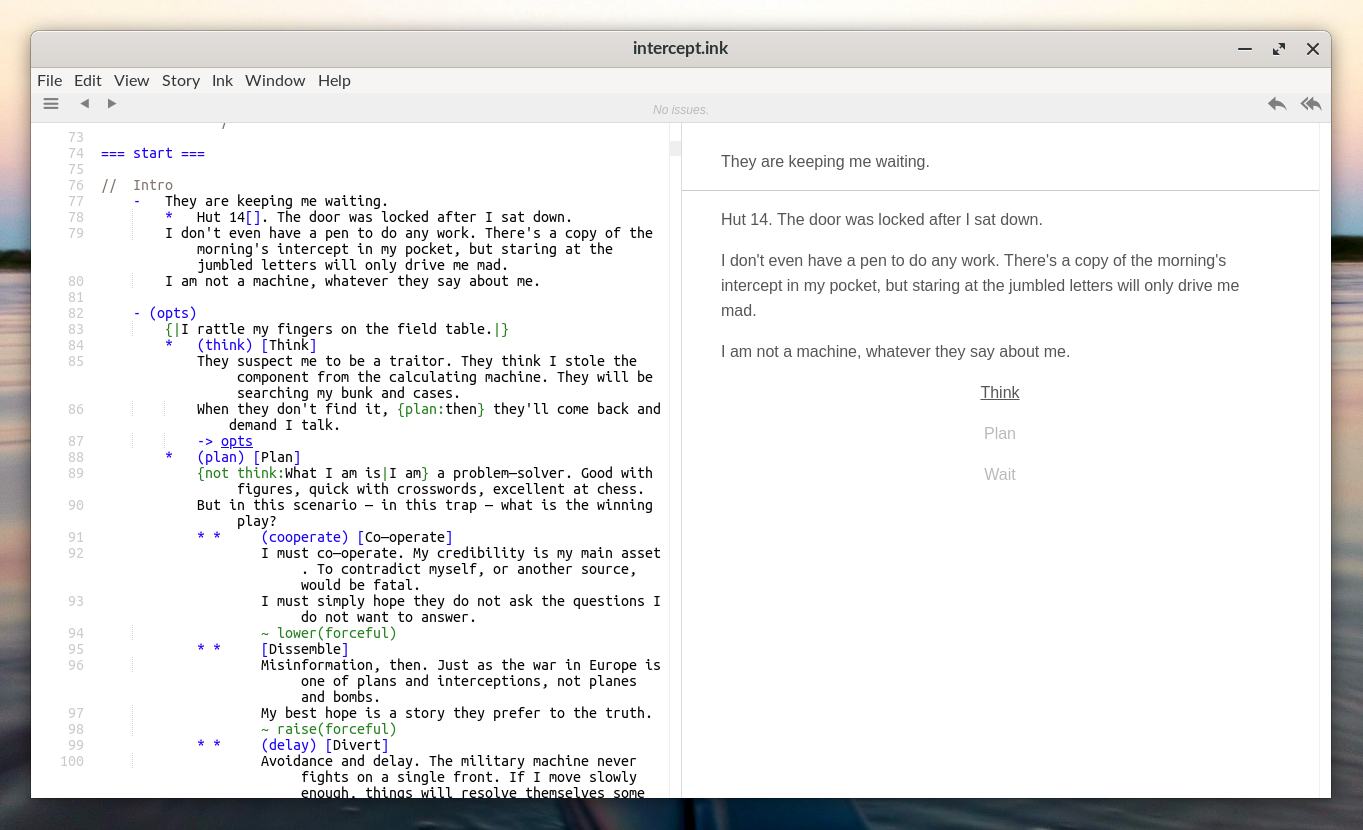 intercept.ink
File Edit View Story Ink Window Help
No issues.
73
74 === start ===
75
76 // Intro
77 - They are keeping me waiting.
78 * Hut 14[]. The door was locked after I sat down.
79 I don't even have a pen to do any work. There's a copy of the
morning's intercept in my pocket, but staring at the
jumbled letters will only drive me mad.
80 I am not a machine, whatever they say about me.
81
82 - (opts)
83 {|I rattle my fingers on the field table.|}
84 * (think) [Think]
85 They suspect me to be a traitor. They think I stole the
component from the calculating machine. They will be
searching my bunk and cases.
86 When they don't find it, {plan:then} they'll come back and
demand I talk.
87 -> opts
88 * (plan) [Plan]
89 {not think:What I am is|I am} a problem–solver. Good with
figures, quick with crosswords, excellent at chess.
90 But in this scenario – in this trap – what is the winning
play?
91 * * (cooperate) [Co–operate]
92 I must co–operate. My credibility is my main asset
. To contradict myself, or another source,
would be fatal.
93 I must simply hope they do not ask the questions I
do not want to answer.
94 ~ lower(forceful)
95 * * [Dissemble]
96 Misinformation, then. Just as the war in Europe is
one of plans and interceptions, not planes
and bombs.
97 My best hope is a story they prefer to the truth.
98 ~ raise(forceful)
99 * * (delay) [Divert]
100 Avoidance and delay. The military machine never
fights on a single front. If I move slowly
enough, things will resolve themselves some
They are keeping me waiting.
Hut 14. The door was locked after I sat down.
I don't even have a pen to do any work. There's a copy of the morning's
intercept in my pocket, but staring at the jumbled letters will only drive me
mad.
I am not a machine, whatever they say about me.
Think
Plan
Wait